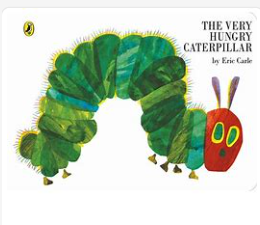 THE VERY
HUNGRY
CATERPILLAR
by Eric Carle